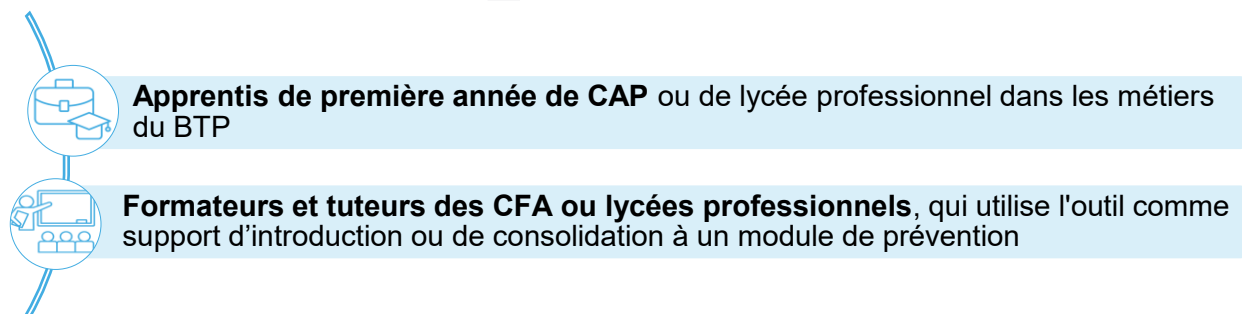 Apprentis de première année de CAP ou de lycée professionnel dans les métiers
du BTP
Formateurs et tuteurs des CFA ou lycées professionnels, qui utilise l'outil comme
support d’introduction ou de consolidation à un module de prévention